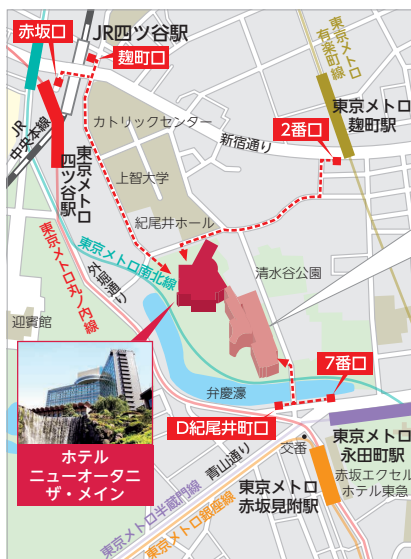 赤坂口
JR四ツ谷駅
麹町口
東京メトロ
有楽町線
カトリックセンター
東京メトロ
麹町駅
2番口
新宿通り
JR
中央本線
東京メトロ
四ツ谷駅
上智大学
紀尾井ホール
東京メトロ南北線
清水谷公園
外堀通り
東京メトロ丸ノ内線
迎賓館
弁慶濠
7番口
D紀尾井町口
ホテル
ニューオータニ
ザ・メイン
交番
東京メトロ
永田町駅
青山通り
赤坂エクセル
ホテル東急
東京メトロ
赤坂見附駅
東京メトロ半蔵門線
東京メトロ銀座線